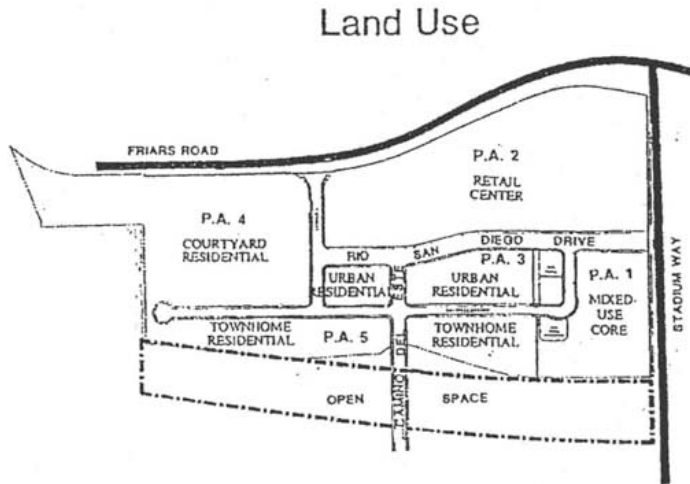 Land Use
FRIARS ROAD
P.A. 2
RETAIL
CENTER
P.A. 4
COURTYARD
RESIDENTIAL
RIO SAN DIEGO DRIVE
URBAN
RESIDENTIAL
P.A. 3
URBAN
RESIDENTIAL
P.A. 1
MIXED-
USE
CORE
TOWNHOME
RESIDENTIAL
P.A. 5
TOWNHOME
RESIDENTIAL
CAMINO DEL ESTE
OPEN SPACE
STADIUM WAY